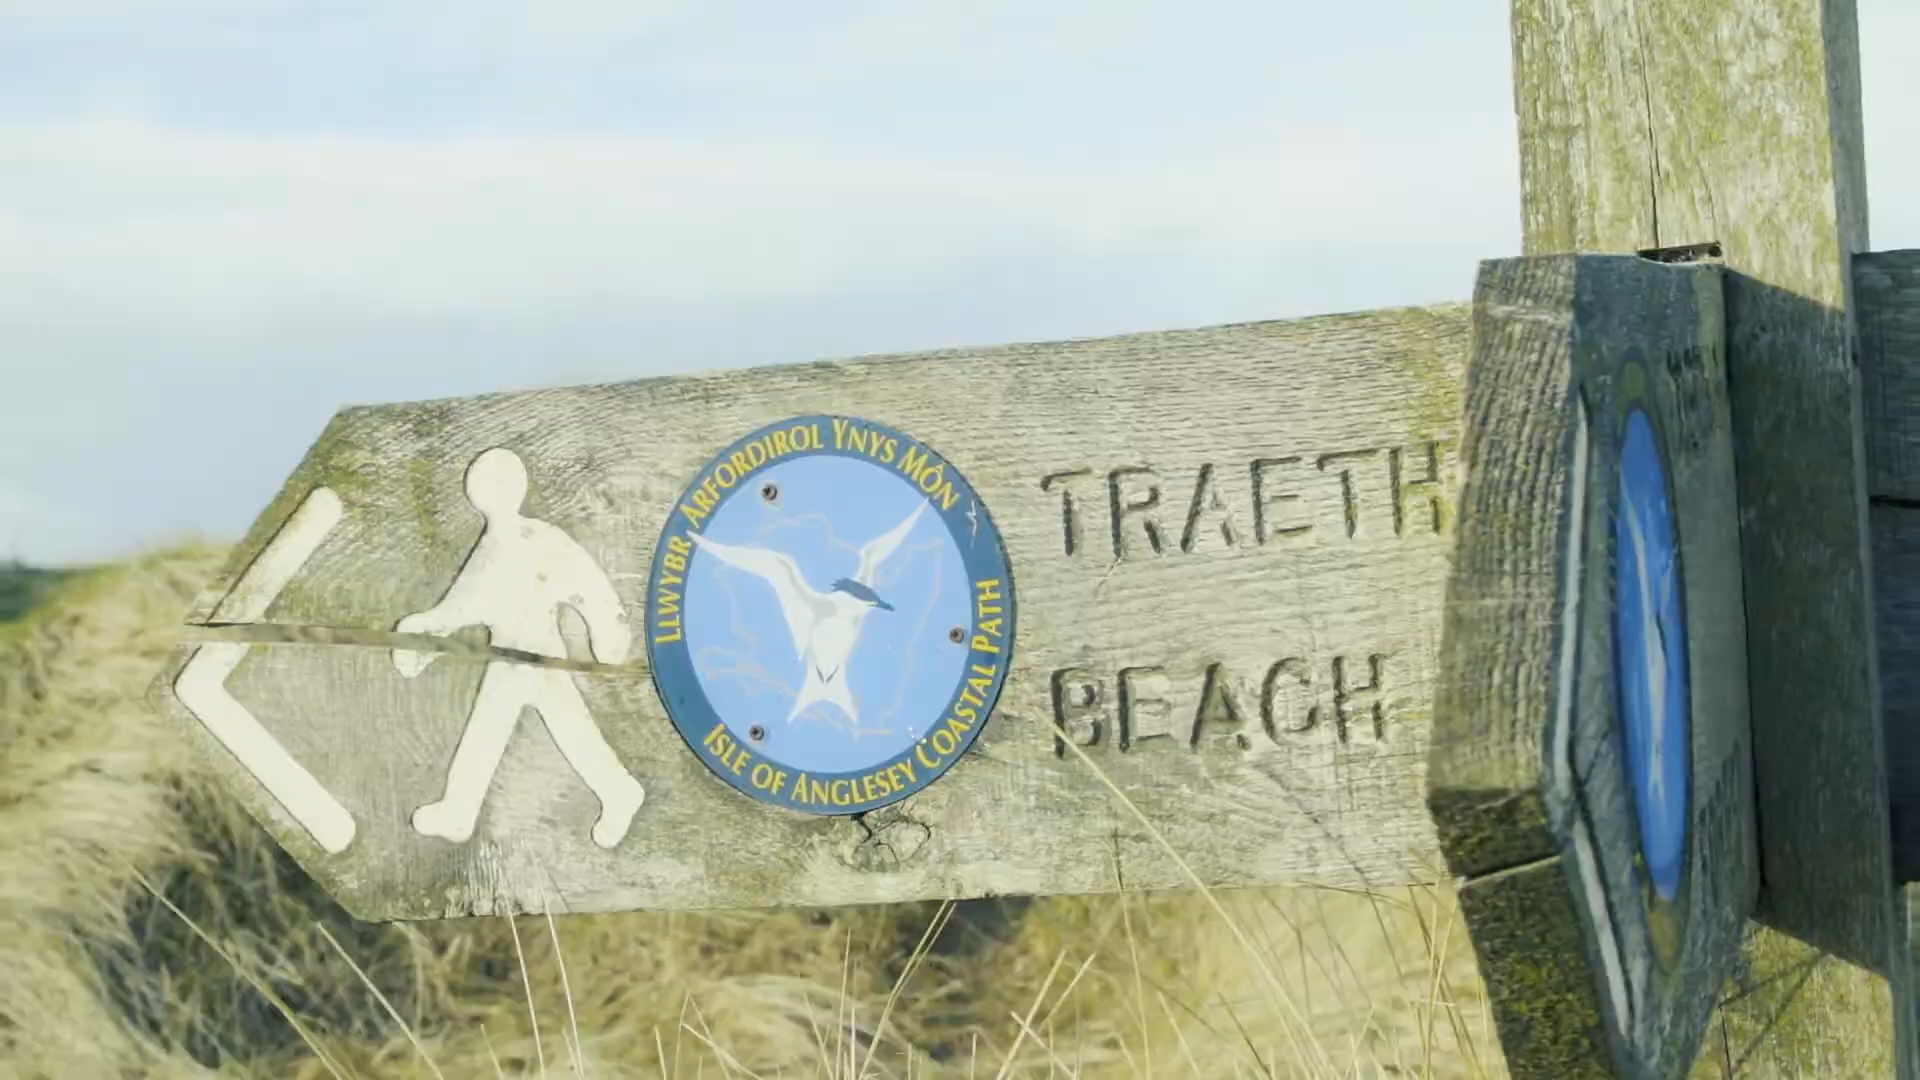 LLWYBR ARFORDIROL YNYS MÔN
ISLE OF ANGLESEY COASTAL PATH
TRAETH
BEACH